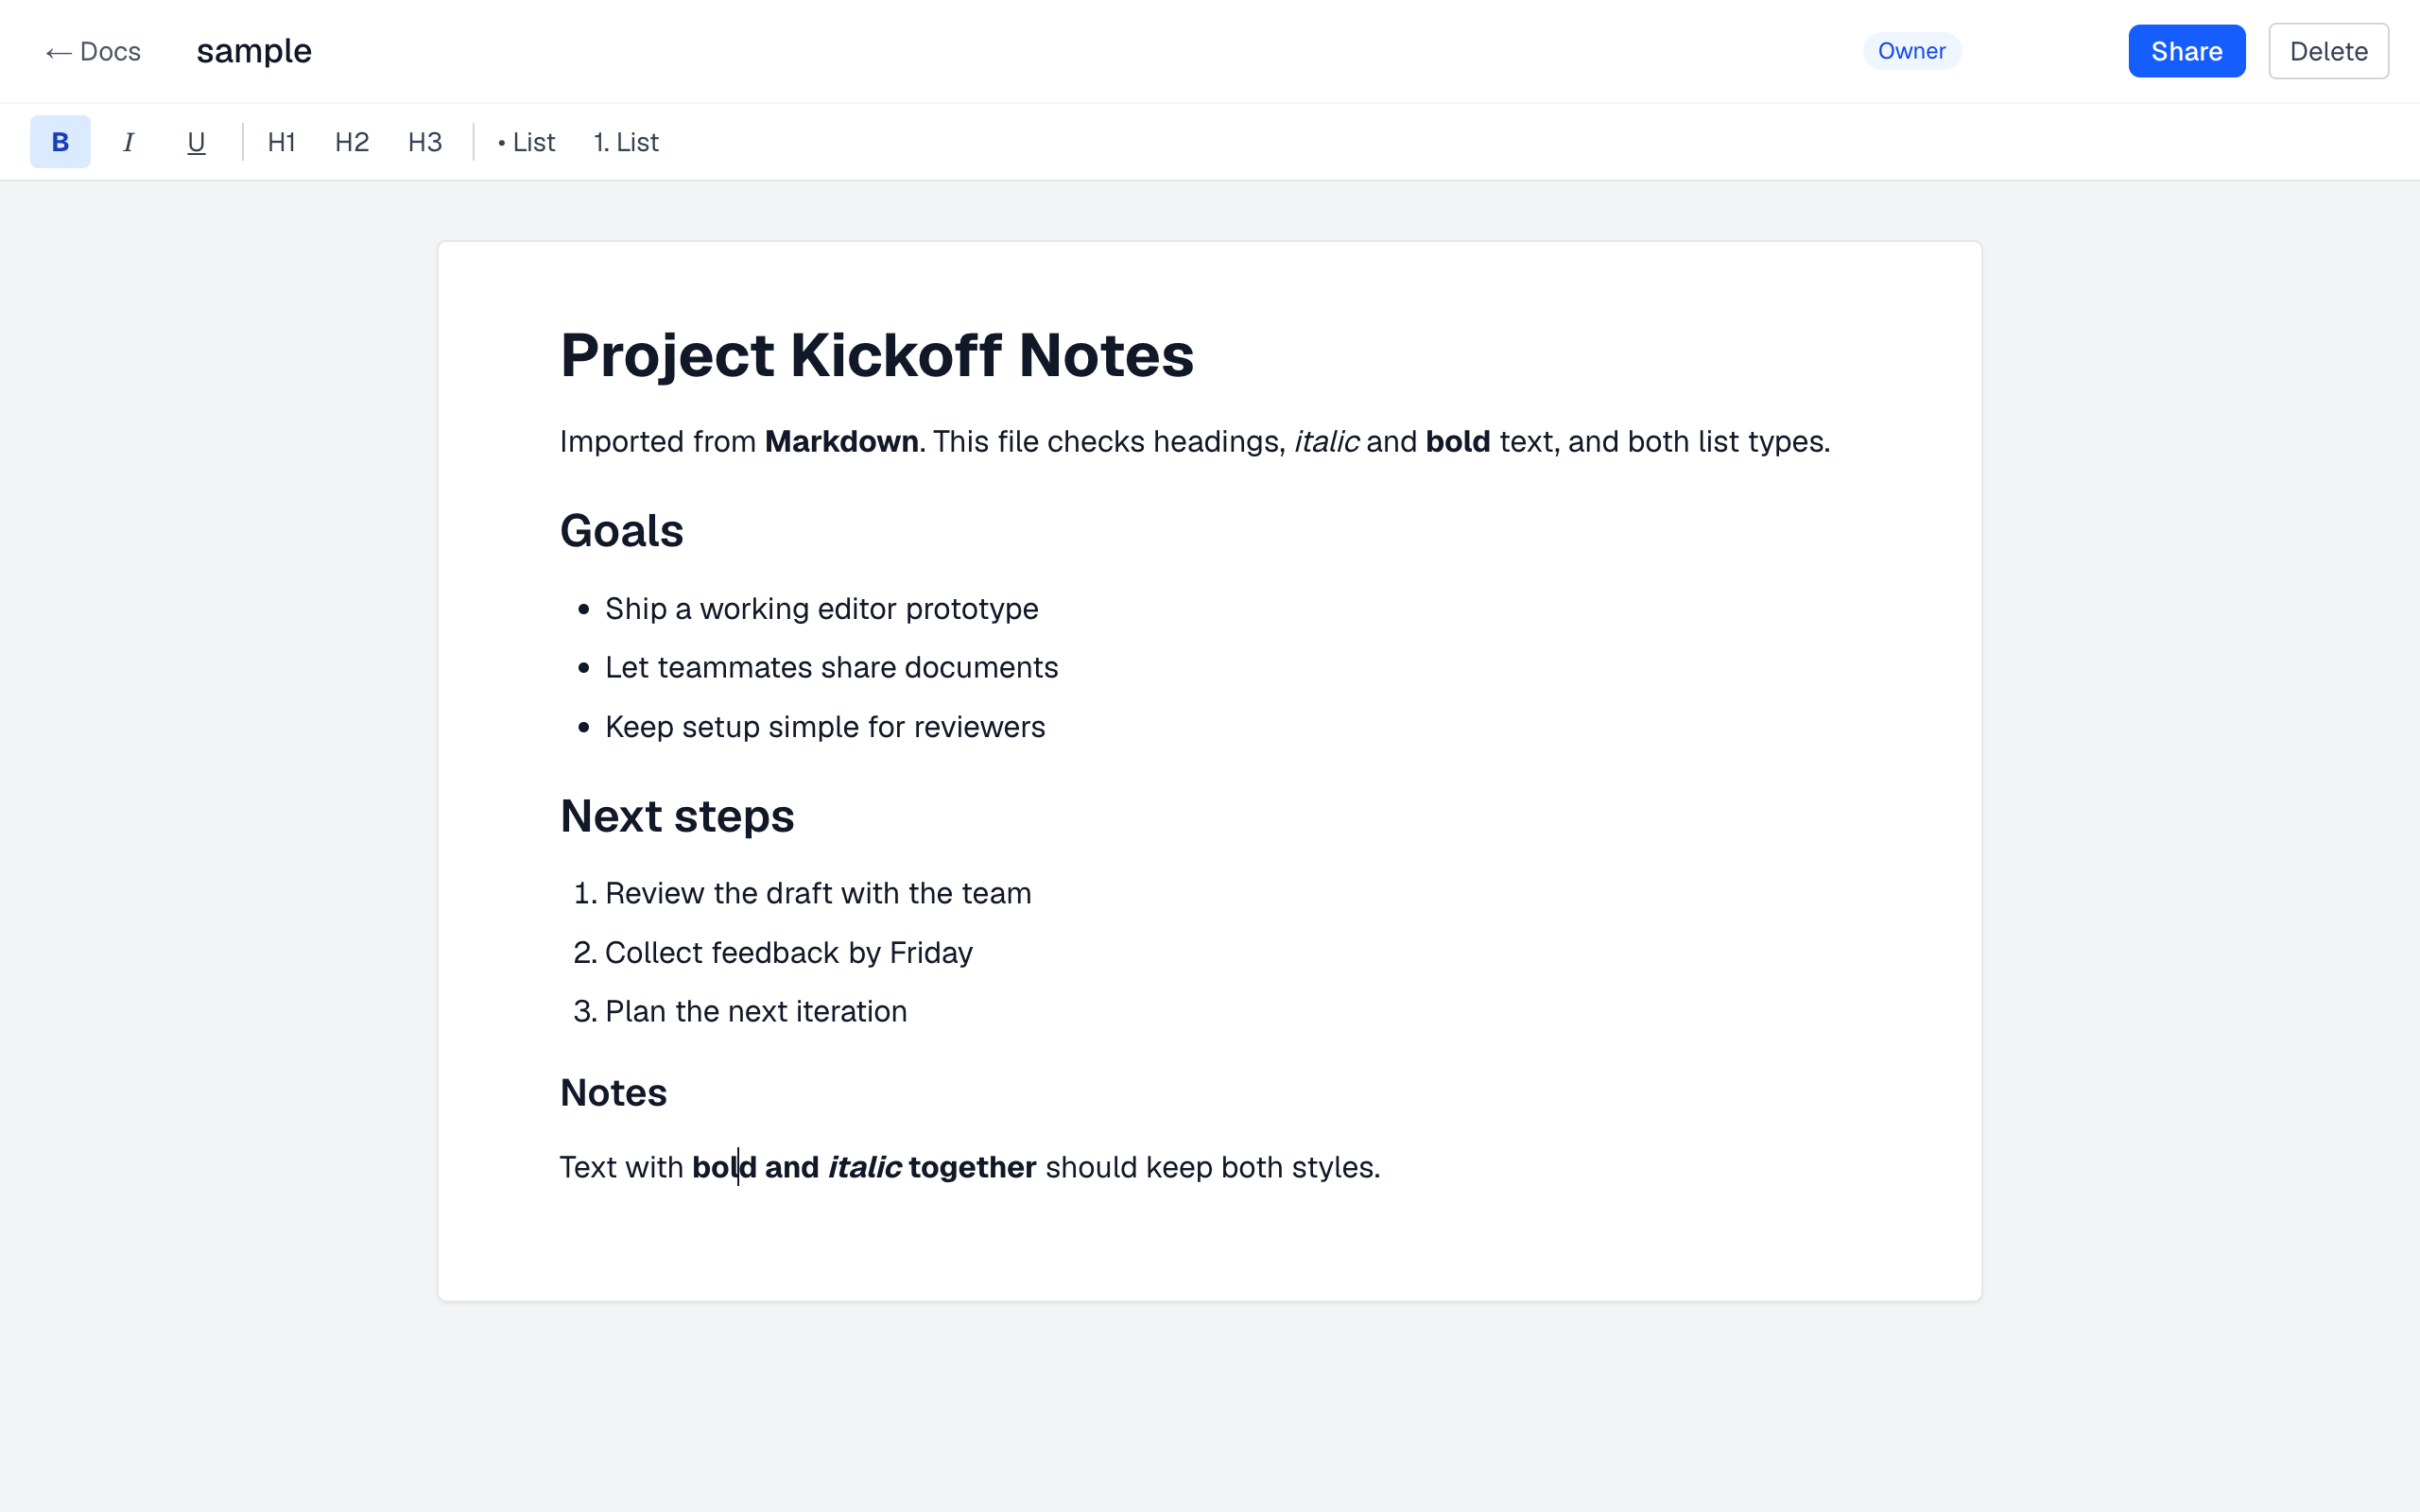 ← Docs sample Owner Share Delete
B I U H1 H2 H3 • List 1. List
Project Kickoff Notes
Imported from Markdown. This file checks headings, italic and bold text, and both list types.
Goals
• Ship a working editor prototype
• Let teammates share documents
• Keep setup simple for reviewers
Next steps
1. Review the draft with the team
2. Collect feedback by Friday
3. Plan the next iteration
Notes
Text with bold and italic together should keep both styles.